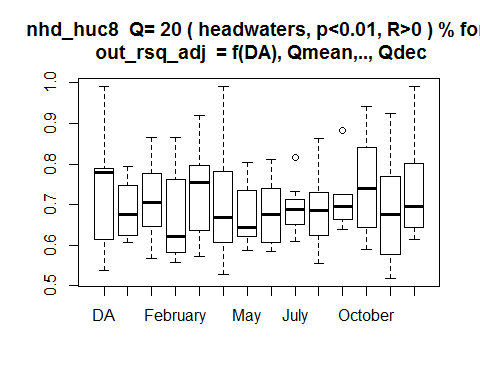 nhd_huc8 Q= 20 ( headwaters, p<0.01, R>0 ) % fo
out_rsq_adj = f(DA), Qmean,.., Qdec
1.0
0.9
0.8
0.7
0.6
0.5
DA February May July October